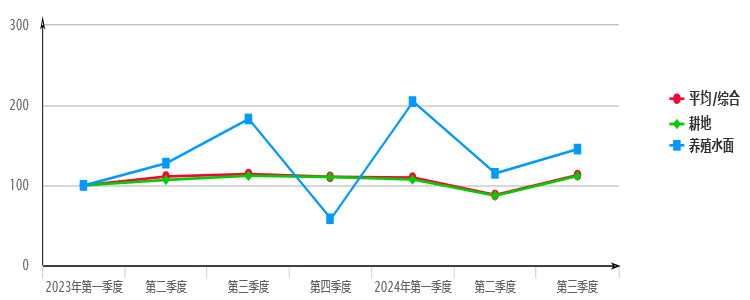 300
200
100
0
2023年第一季度 第二季度 第三季度 第四季度 2024年第一季度 第二季度 第三季度
平均/综合
耕地
养殖水面